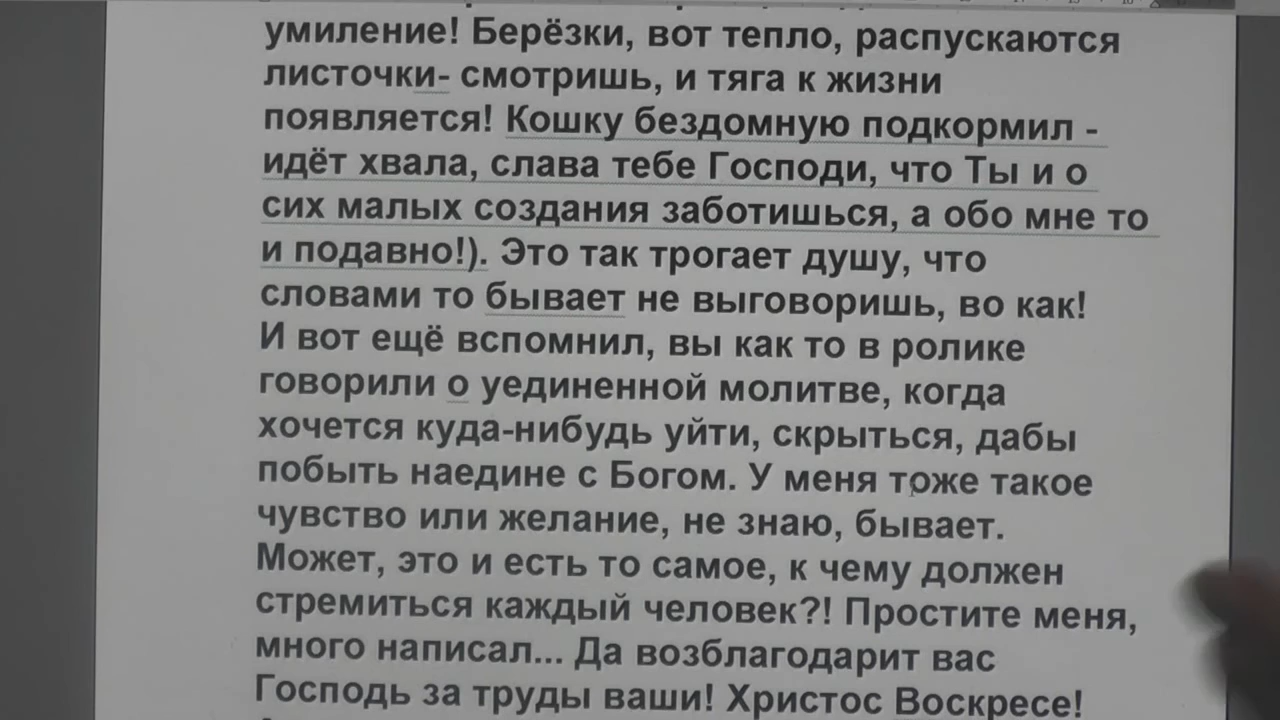 умиление! Берёзки, вот тепло, распускаются
листочки- смотришь, и тяга к жизни
появляется! Кошку бездомную подкормил -
идёт хвала, слава тебе Господи, что Ты и о
сих малых создания заботишься, а обо мне то
и подавно!). Это так трогает душу, что
словами то бывает не выговоришь, во как!
И вот ещё вспомнил, вы как то в ролике
говорили о уединенной молитве, когда
хочется куда-нибудь уйти, скрыться, дабы
побыть наедине с Богом. У меня тоже такое
чувство или желание, не знаю, бывает.
Может, это и есть то самое, к чему должен
стремиться каждый человек?! Простите меня,
много написал... Да возблагодарит вас
Господь за труды ваши! Христос Воскресе!